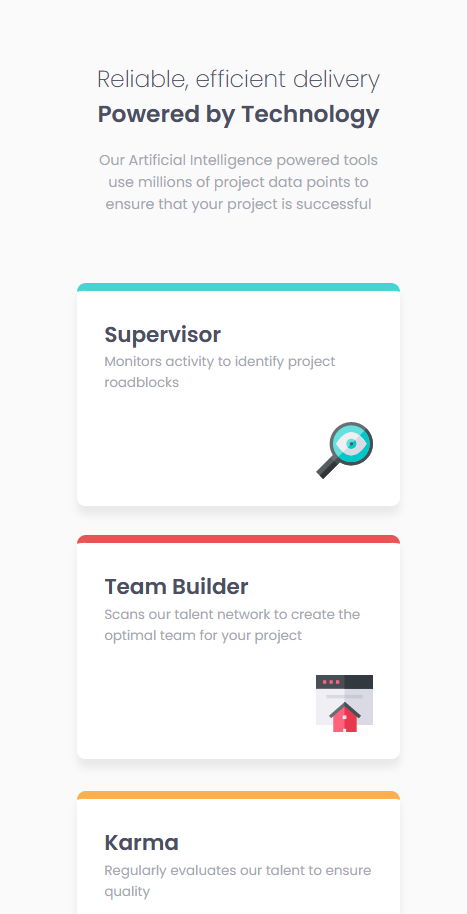 Reliable, efficient delivery
Powered by Technology
Our Artificial Intelligence powered tools
use millions of project data points to
ensure that your project is successful
Supervisor
Monitors activity to identify project
roadblocks
Team Builder
Scans our talent network to create the
optimal team for your project
Karma
Regularly evaluates our talent to ensure
quality